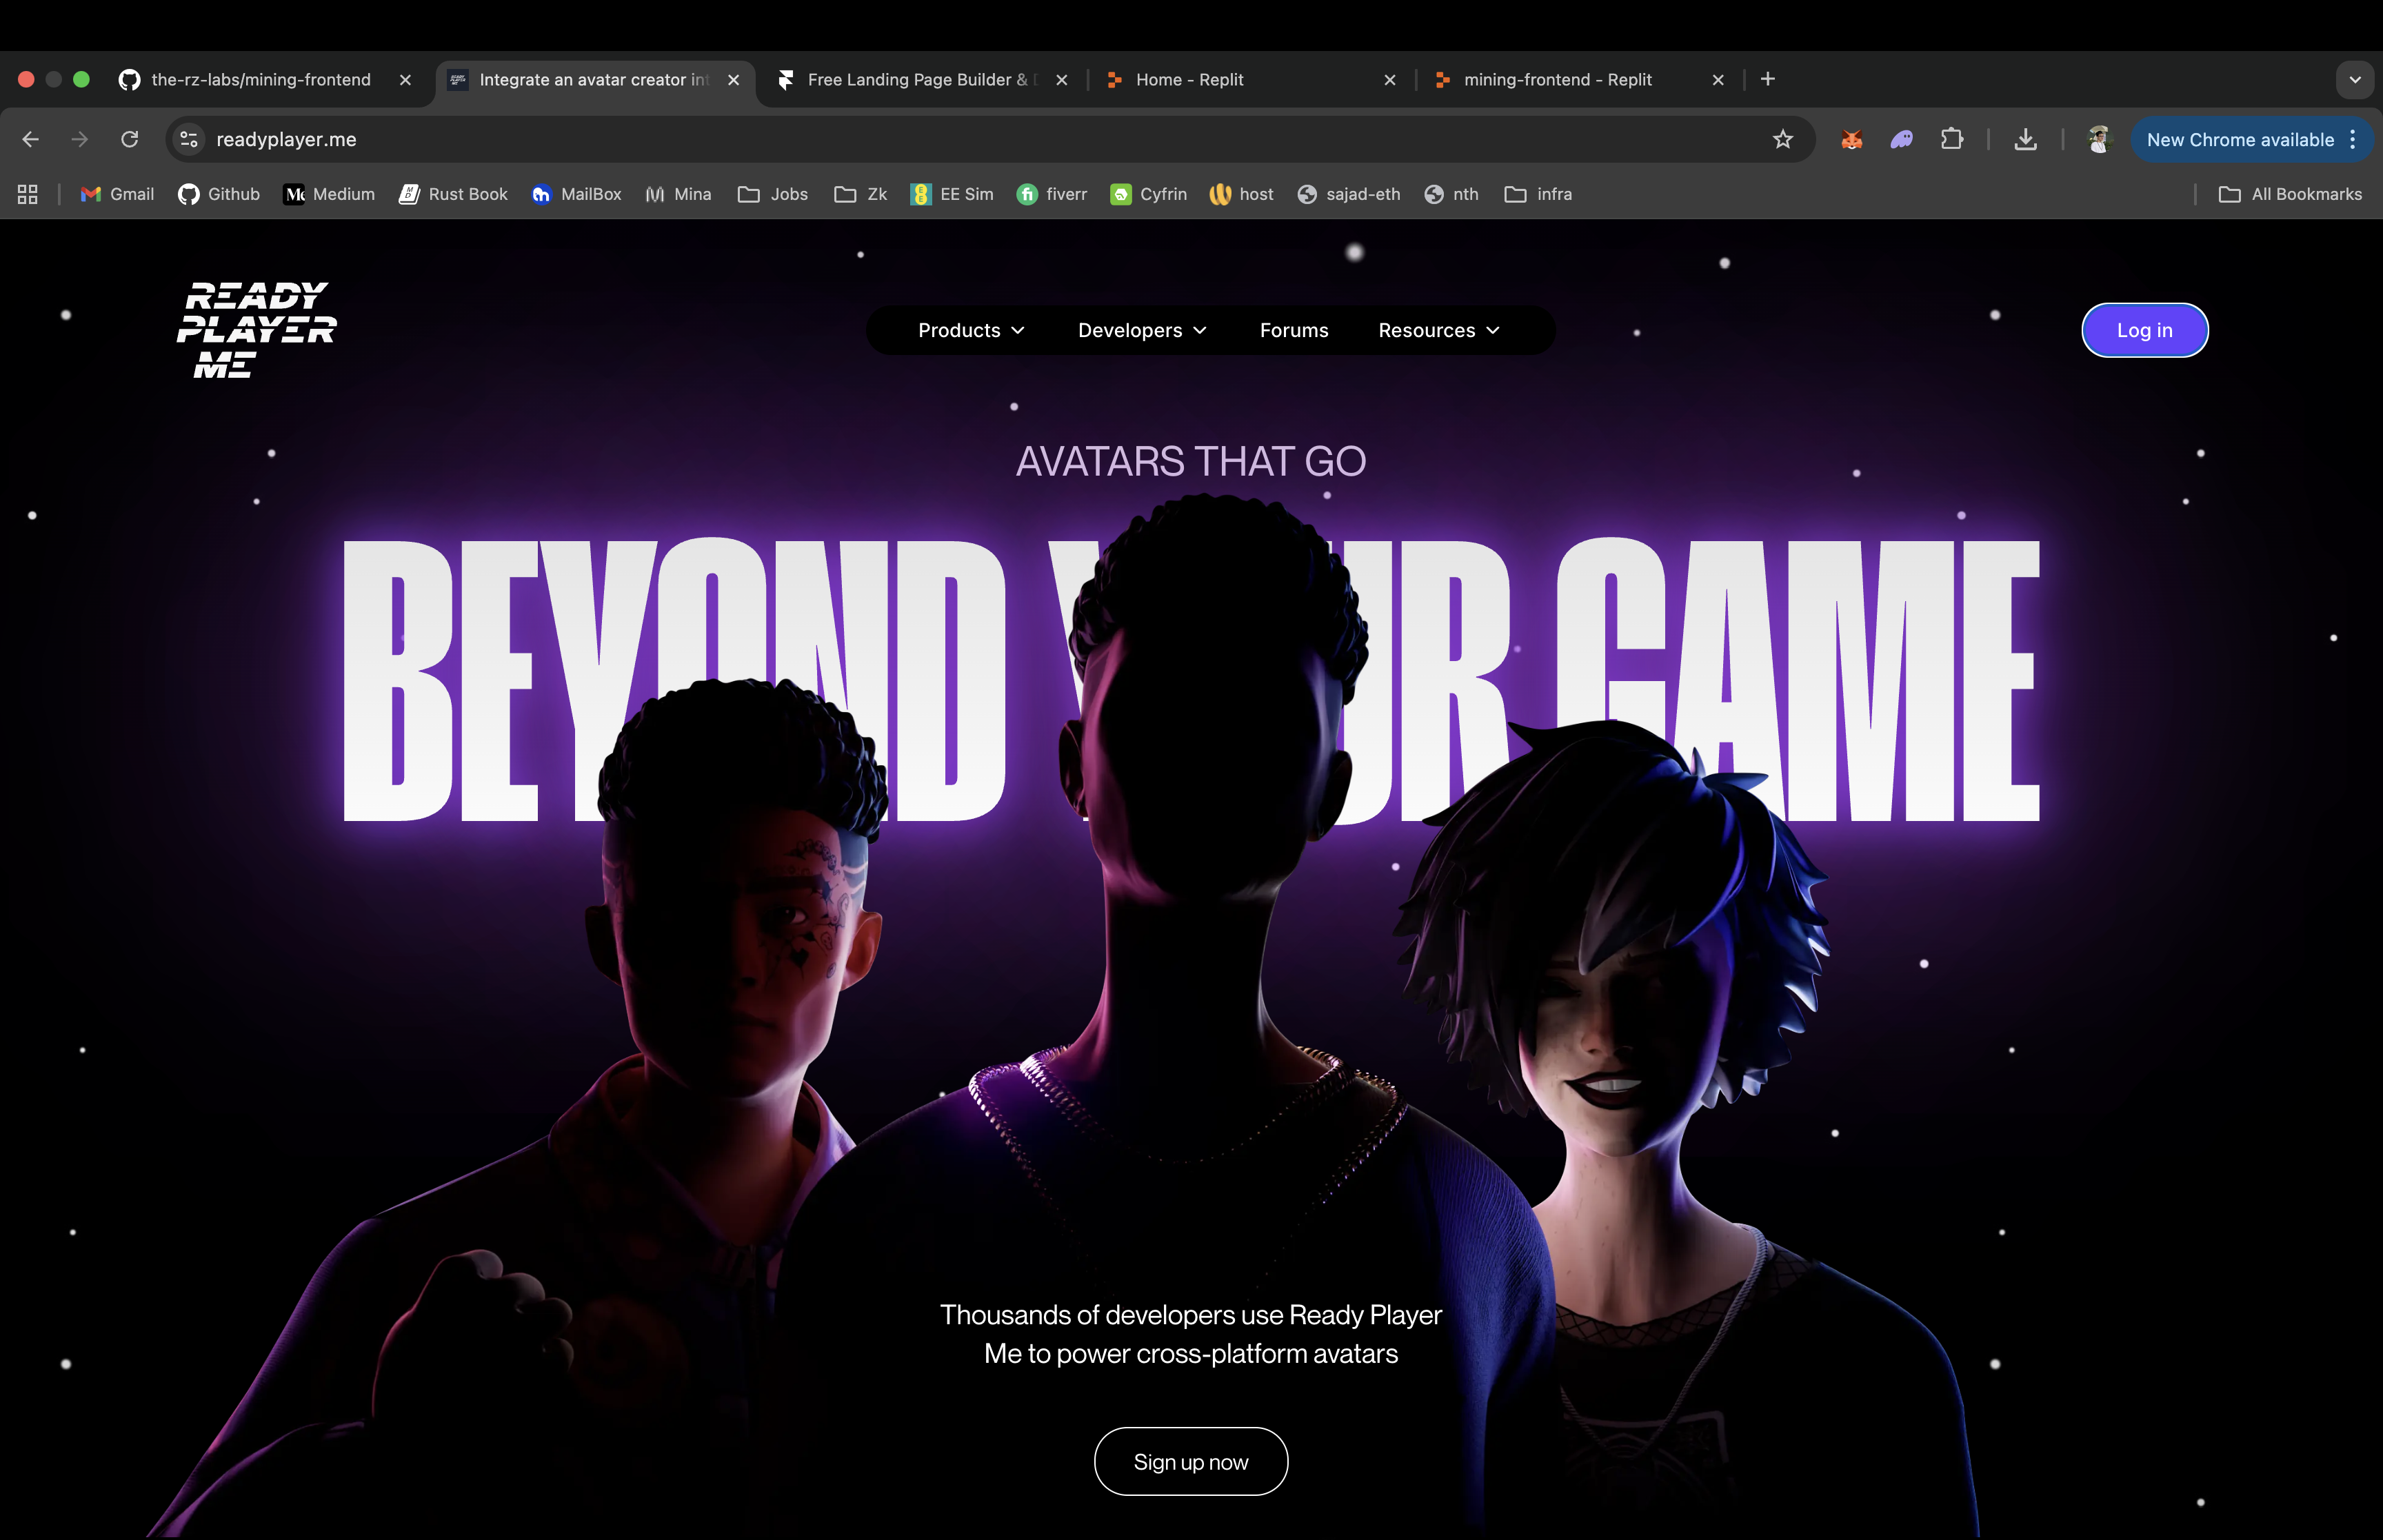 the-rz-labs/mining-frontend
Integrate an avatar creator int
Free Landing Page Builder &
Home - Replit
mining-frontend - Replit
readyplayer.me
New Chrome available
Gmail
Github
Medium
Rust Book
MailBox
Mina
Jobs
Zk
EE Sim
fiverr
Cyfrin
host
sajad-eth
nth
infra
All Bookmarks
READY
PLAYER
ME
Products
Developers
Forums
Resources
Log in
AVATARS THAT GO
BEYOND YOUR GAME
Thousands of developers use Ready Player
Me to power cross-platform avatars
Sign up now